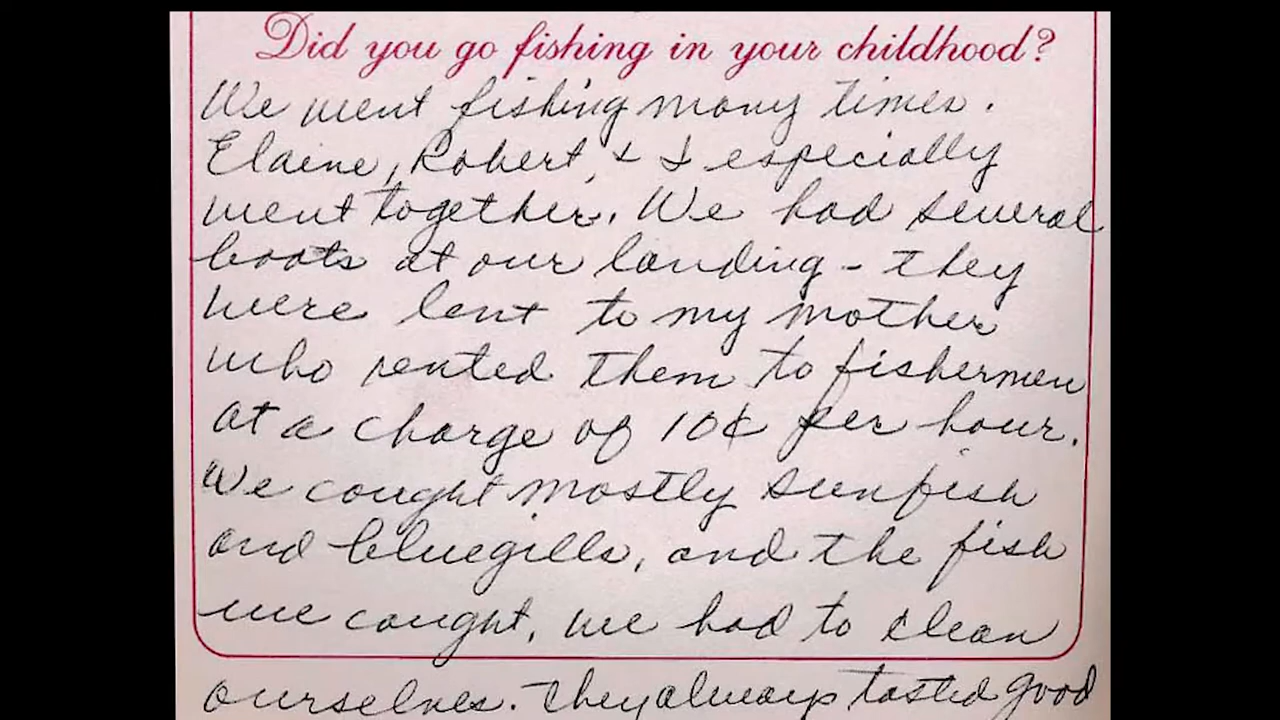 Did you go fishing in your childhood?
We went fishing many times.
Elaine, Robert, & I especially
went together. We had several
boats at our landing - they
were lent to my mother
who rented them to fishermen
at a charge of 10¢ per hour.
We caught mostly sunfish
and bluegills, and the fish
we caught, we had to clean
ourselves. They always tasted good